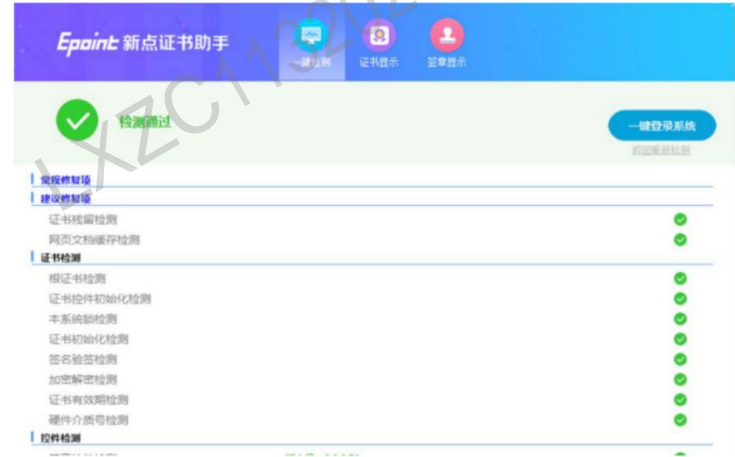 Epoint 新点证书助手
一键检测 证书显示 签章显示
检测通过
一键登录系统
返回重新检测
常规修复项
建议修复项
证书残留检测
网页文档缓存检测
证书检测
根证书检测
证书控件初始化检测
本系统锁检测
证书初始化检测
签名验签检测
加密解密检测
证书有效期检测
硬件介质号检测
控件检测